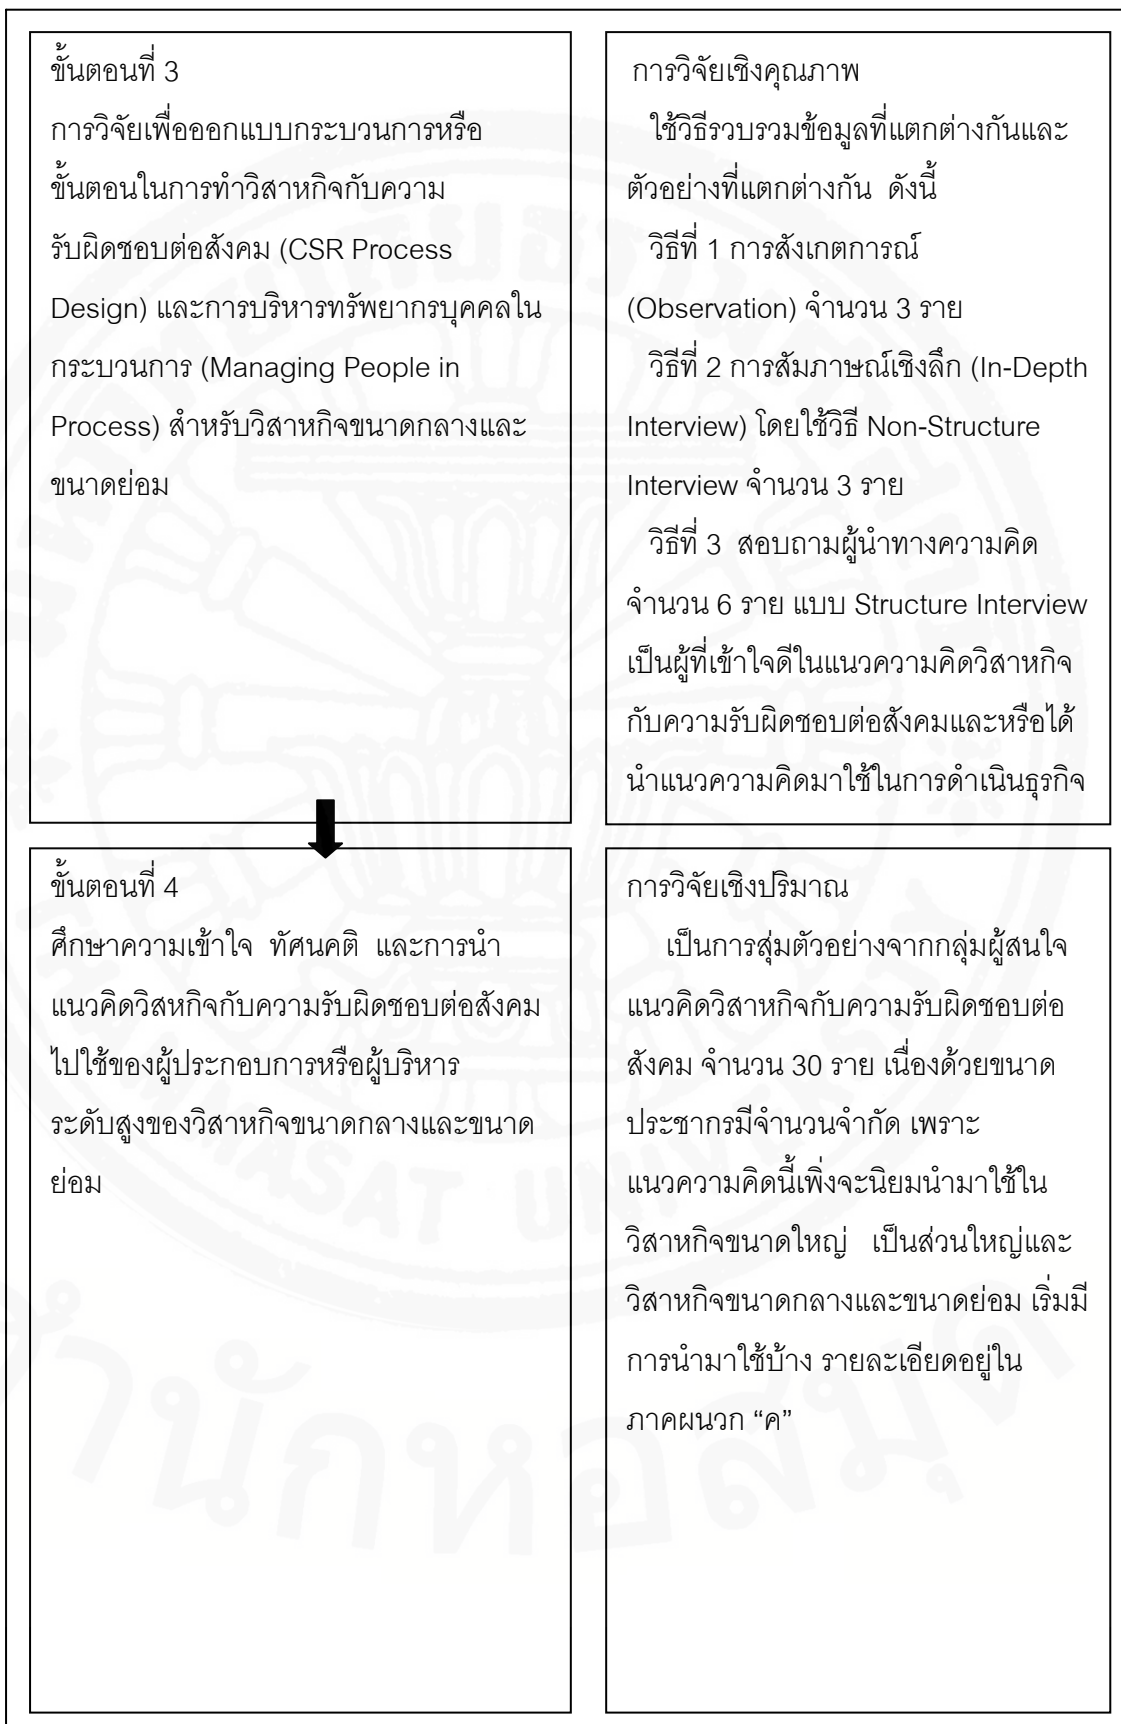 ขั้นตอนที่ 3
การวิจัยเพื่อออกแบบกระบวนการหรือ
ขั้นตอนในการทำวิสาหกิจกับความ
รับผิดชอบต่อสังคม (CSR Process
Design) และการบริหารทรัพยากรบุคคลใน
กระบวนการ (Managing People in
Process) สำหรับวิสาหกิจขนาดกลางและ
ขนาดย่อม
การวิจัยเชิงคุณภาพ
ใช้วิธีรวบรวมข้อมูลที่แตกต่างกันและ
ตัวอย่างที่แตกต่างกัน ดังนี้
วิธีที่ 1 การสังเกตการณ์
(Observation) จำนวน 3 ราย
วิธีที่ 2 การสัมภาษณ์เชิงลึก (In-Depth
Interview) โดยใช้วิธี Non-Structure
Interview จำนวน 3 ราย
วิธีที่ 3 สอบถามผู้นำทางความคิด
จำนวน 6 ราย แบบ Structure Interview
เป็นผู้ที่เข้าใจดีในแนวความคิดวิสาหกิจ
กับความรับผิดชอบต่อสังคมและหรือได้
นำแนวความคิดมาใช้ในการดำเนินธุรกิจ
ขั้นตอนที่ 4
ศึกษาความเข้าใจ ทัศนคติ และการนำ
แนวคิดวิสหกิจกับความรับผิดชอบต่อสังคม
ไปใช้ของผู้ประกอบการหรือผู้บริหาร
ระดับสูงของวิสาหกิจขนาดกลางและขนาด
ย่อม
การวิจัยเชิงปริมาณ
เป็นการสุ่มตัวอย่างจากกลุ่มผู้สนใจ
แนวคิดวิสาหกิจกับความรับผิดชอบต่อ
สังคม จำนวน 30 ราย เนื่องด้วยขนาด
ประชากรมีจำนวนจำกัด เพราะ
แนวความคิดนี้เพิ่งจะนิยมนำมาใช้ใน
วิสาหกิจขนาดใหญ่ เป็นส่วนใหญ่และ
วิสาหกิจขนาดกลางและขนาดย่อม เริ่มมี
การนำมาใช้บ้าง รายละเอียดอยู่ใน
ภาคผนวก “ค”
สำนักหอสมุด